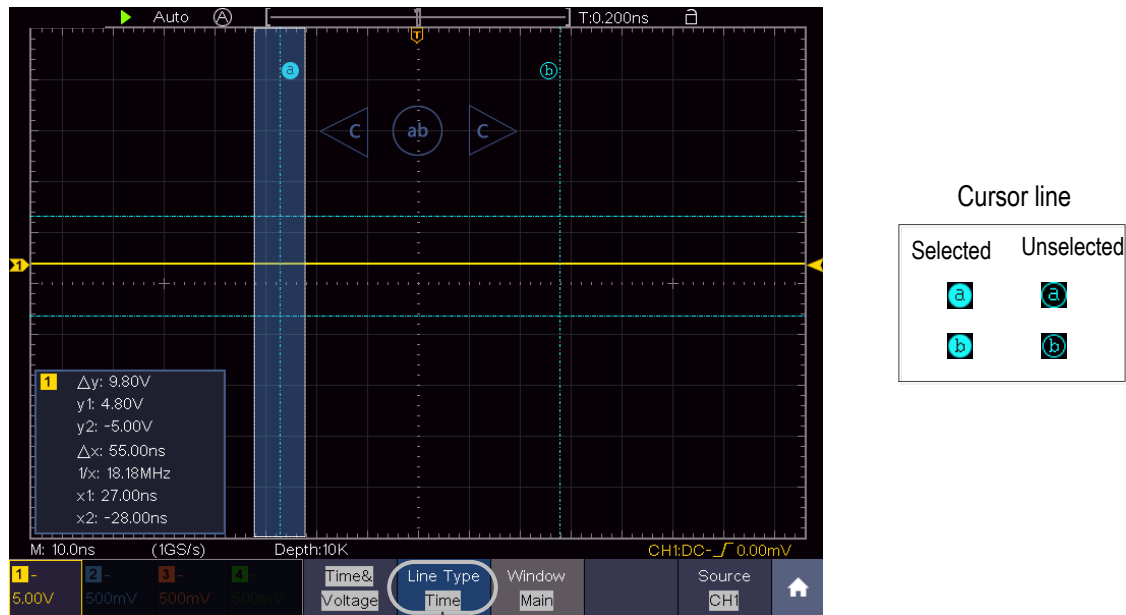 Auto A T:0.200ns
T
a b
C ab C
1
1 △y: 9.80V
y1: 4.80V
y2: -5.00V
△x: 55.00ns
1/x: 18.18MHz
x1: 27.00ns
x2: -28.00ns
M: 10.0ns (1GS/s) Depth:10K CH1:DC- 0.00mV
1 - 2 - 3 - 4 - Time& Line Type Window Source
5.00V 500mV 500mV 500mV Voltage Time Main CH1
Cursor line
Selected Unselected
a a
b b